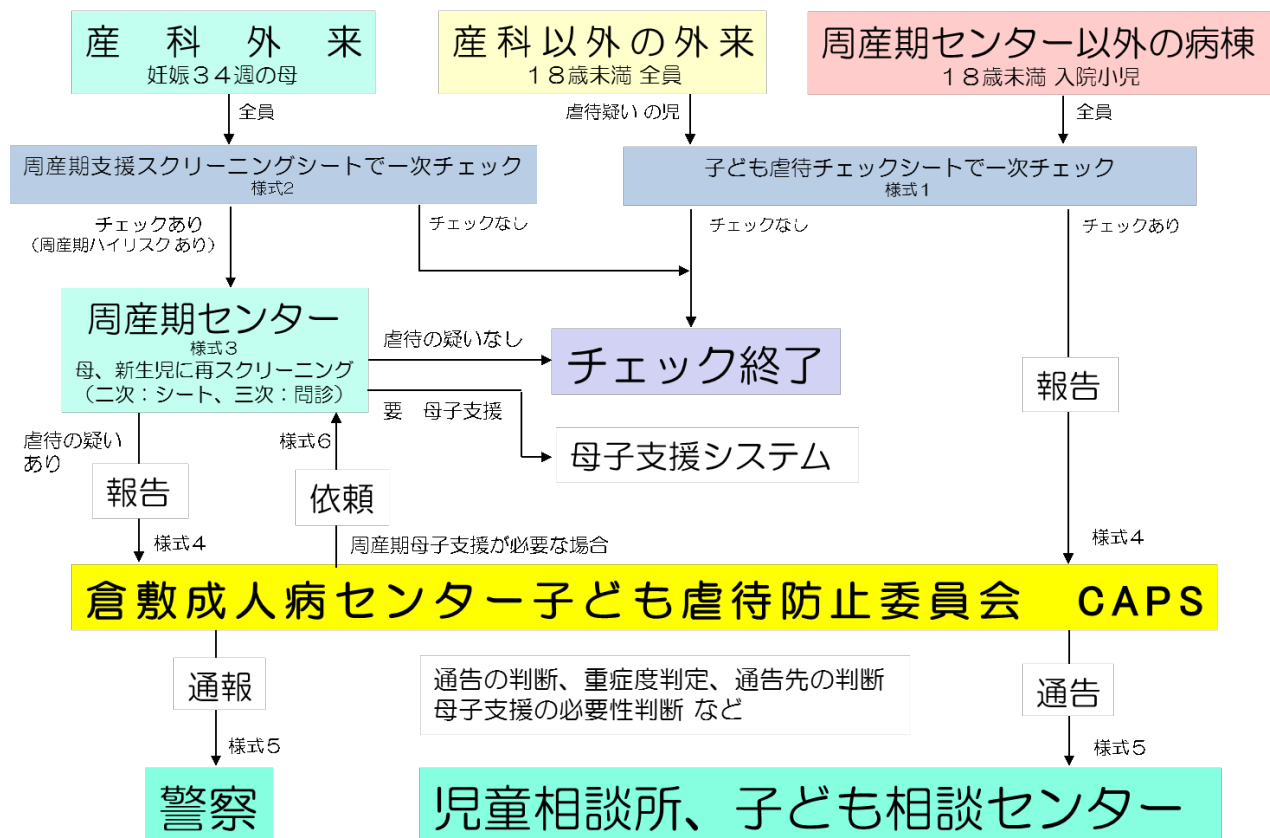 産科外来
妊娠34週の母
産科以外の外来
18歳未満 全員
周産期センター以外の病棟
18歳未満 入院小児
全員
虐待疑いの児
全員
周産期支援スクリーニングシートで一次チェック
様式2
子ども虐待チェックシートで一次チェック
様式1
チェックあり
(周産期ハイリスクあり)
チェックなし
チェックなし
チェックあり
周産期センター
様式3
母、新生児に再スクリーニング
(二次：シート、三次：問診)
虐待の疑いなし
チェック終了
要 母子支援
母子支援システム
報告
虐待の疑い
あり
様式6
報告
依頼
様式4
周産期母子支援が必要な場合
様式4
倉敷成人病センター子ども虐待防止委員会 CAPS
通報
通告の判断、重症度判定、通告先の判断
母子支援の必要性判断 など
通告
様式5
様式5
警察
児童相談所、子ども相談センター